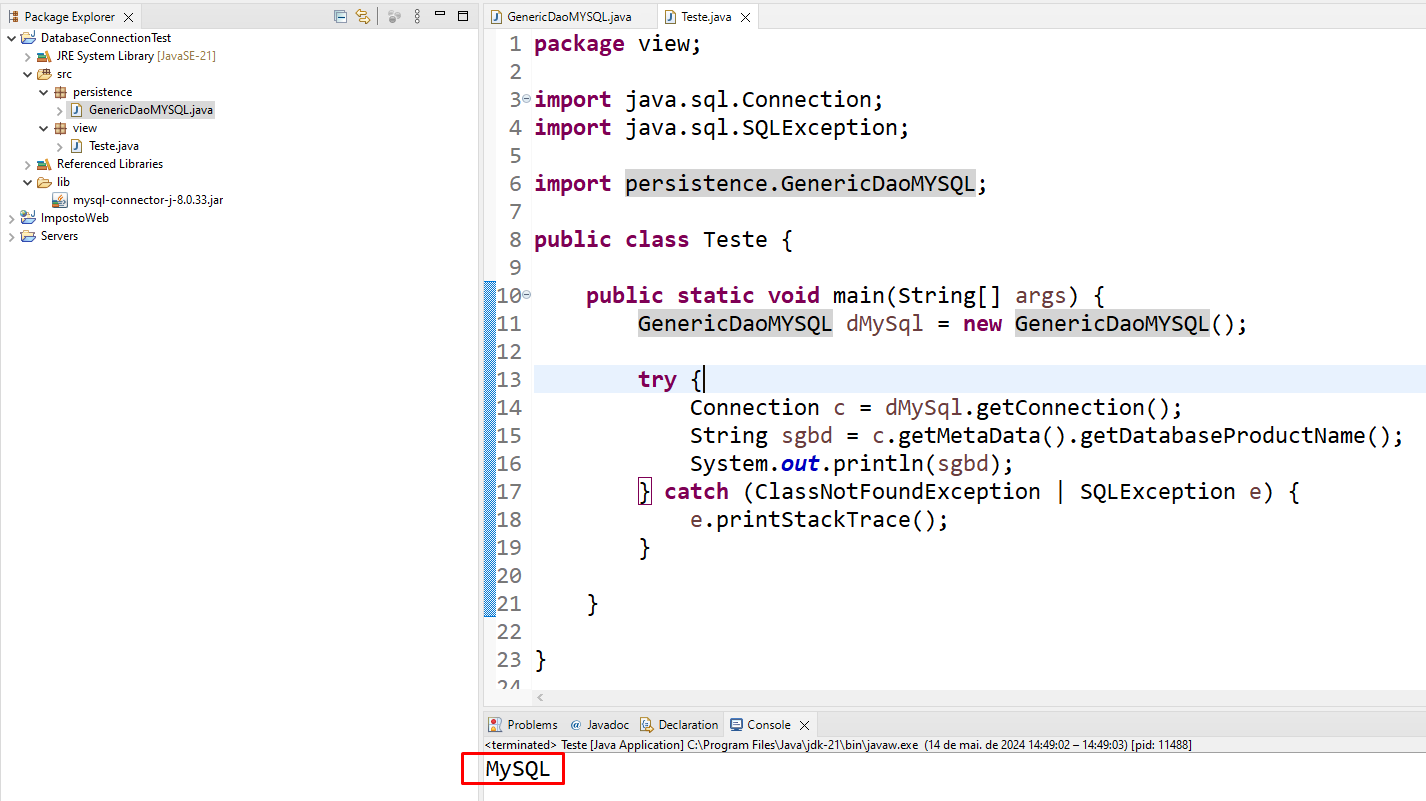 Package Explorer
DatabaseConnectionTest
JRE System Library [JavaSE-21]
src
persistence
GenericDaoMYSQL.java
view
Teste.java
Referenced Libraries
lib
mysql-connector-j-8.0.33.jar
ImpostoWeb
Servers
GenericDaoMYSQL.java Teste.java
1 package view;
2
3 import java.sql.Connection;
4 import java.sql.SQLException;
5
6 import persistence.GenericDaoMYSQL;
7
8 public class Teste {
9
10 public static void main(String[] args) {
11 GenericDaoMYSQL dMySql = new GenericDaoMYSQL();
12
13 try {
14 Connection c = dMySql.getConnection();
15 String sgbd = c.getMetaData().getDatabaseProductName();
16 System.out.println(sgbd);
17 } catch (ClassNotFoundException | SQLException e) {
18 e.printStackTrace();
19 }
20
21 }
22
23 }
24
Problems @ Javadoc Declaration Console
<terminated> Teste [Java Application] C:\Program Files\Java\jdk-21\bin\javaw.exe (14 de mai. de 2024 14:49:02 – 14:49:03) [pid: 11488]
MySQL